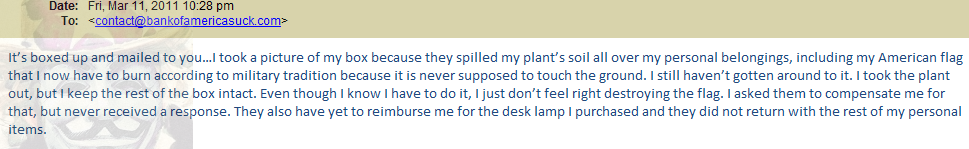 Date: Fri, Mar 11, 2011 10:28 pm
To: <contact@bankofamericasuck.com>
It’s boxed up and mailed to you…I took a picture of my box because they spilled my plant’s soil all over my personal belongings, including my American flag
that I now have to burn according to military tradition because it is never supposed to touch the ground. I still haven’t gotten around to it. I took the plant
out, but I keep the rest of the box intact. Even though I know I have to do it, I just don’t feel right destroying the flag. I asked them to compensate me for
that, but never received a response. They also have yet to reimburse me for the desk lamp I purchased and they did not return with the rest of my personal
items.